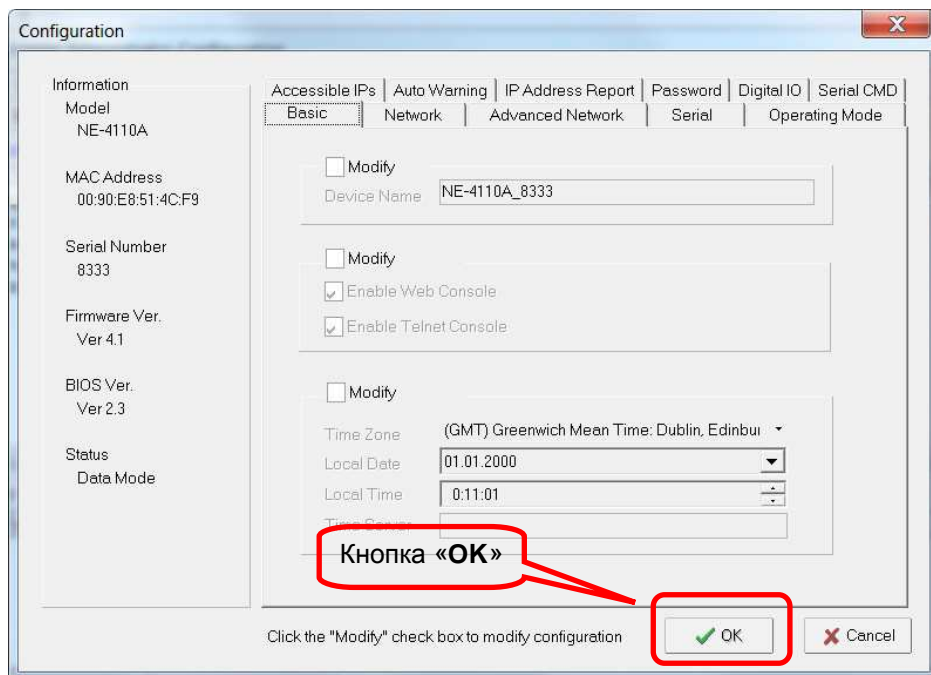 Configuration
Information
Model
NE-4110A
MAC Address
00:90:E8:51:4C:F9
Serial Number
8333
Firmware Ver.
Ver 4.1
BIOS Ver.
Ver 2.3
Status
Data Mode
Accessible IPs Auto Warning IP Address Report Password Digital IO Serial CMD
Basic Network Advanced Network Serial Operating Mode
Modify
Device Name NE-4110A_8333
Modify
Enable Web Console
Enable Telnet Console
Modify
Time Zone (GMT) Greenwich Mean Time: Dublin, Edinbu
Local Date 01.01.2000
Local Time 0:11:01
Time Server
Кнопка «OK»
Click the "Modify" check box to modify configuration OK Cancel